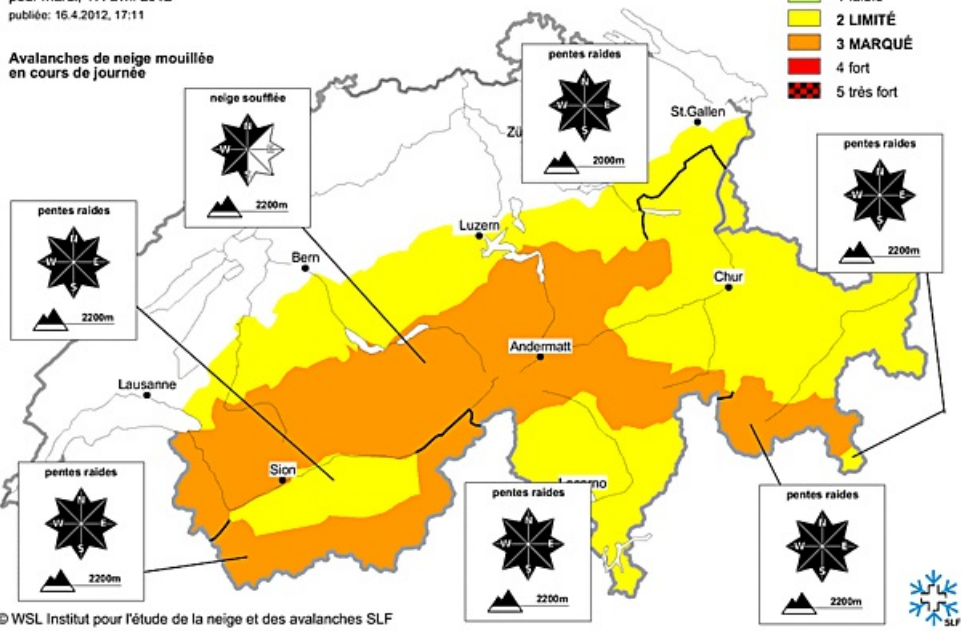 publiée: 16.4.2012, 17:11
Avalanches de neige mouillée
en cours de journée
2 LIMITÉ
3 MARQUÉ
4 fort
5 très fort
pentes raides
N
W E
S
2000m
neige soufflée
N
W E
S
2200m
St.Gallen
pentes raides
N
W E
S
2200m
pentes raides
N
W E
S
2200m
Luzern
Bern
Chur
Andermatt
Lausanne
Sion
pentes raides
N
W E
S
2200m
pentes raides
N
W E
S
2200m
pentes raides
N
W E
S
2200m
© WSL Institut pour l'étude de la neige et des avalanches SLF
SLF